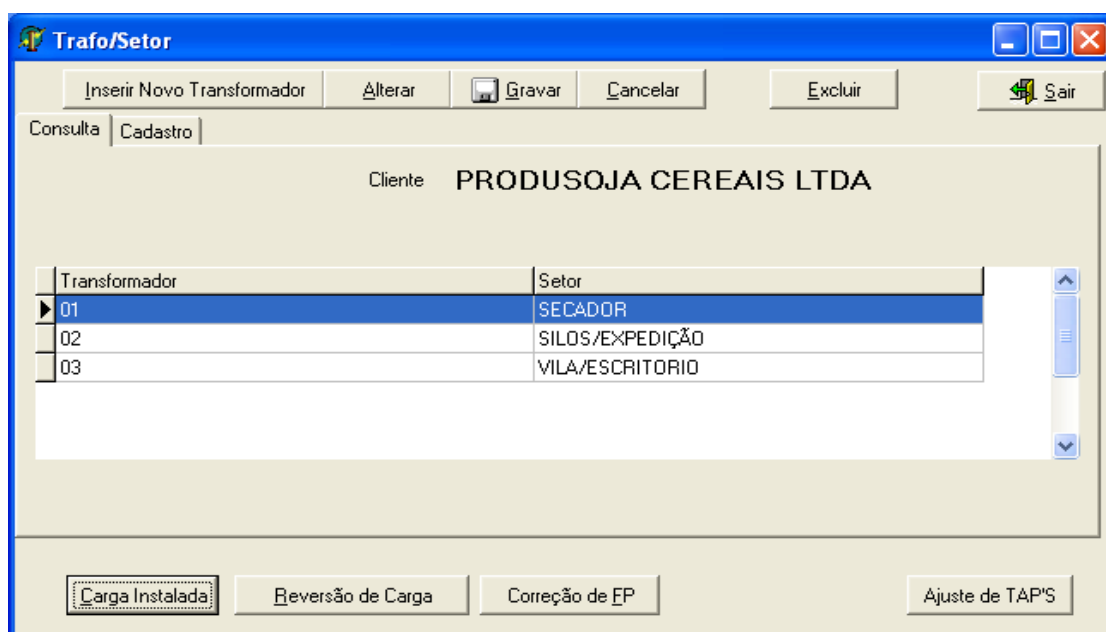 Trafo/Setor
Inserir Novo Transformador Alterar Gravar Cancelar Excluir Sair
Consulta Cadastro
Cliente PRODUSOJA CEREAIS LTDA
Transformador Setor
01 SECADOR
02 SILOS/EXPEDIÇÃO
03 VILA/ESCRITORIO
Carga Instalada Reversão de Carga Correção de FP Ajuste de TAP'S